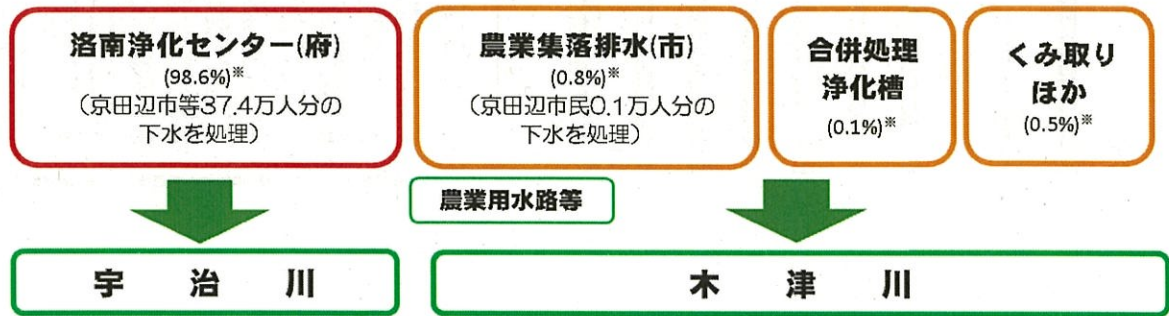 洛南浄化センター(府)
(98.6%)※
(京田辺市等37.4万人分の
下水を処理)
農業集落排水(市)
(0.8%)※
(京田辺市民0.1万人分の
下水を処理)
合併処理
浄化槽
(0.1%)※
くみ取り
ほか
(0.5%)※
農業用水路等
宇治川
木津川